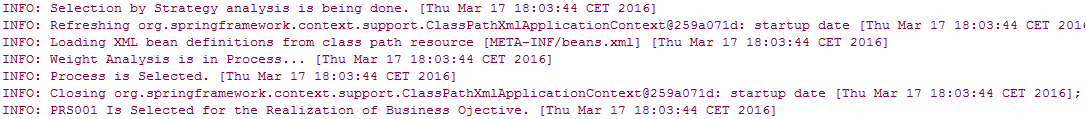 INFO: Selection by Strategy analysis is being done. [Thu Mar 17 18:03:44 CET 2016]
INFO: Refreshing org.springframework.context.support.ClassPathXmlApplicationContext@259a071d: startup date [Thu Mar 17 18:03:44 CET 2016
INFO: Loading XML bean definitions from class path resource [META-INF/beans.xml] [Thu Mar 17 18:03:44 CET 2016]
INFO: Weight Analysis is in Process... [Thu Mar 17 18:03:44 CET 2016]
INFO: Process is Selected. [Thu Mar 17 18:03:44 CET 2016]
INFO: Closing org.springframework.context.support.ClassPathXmlApplicationContext@259a071d: startup date [Thu Mar 17 18:03:44 CET 2016];
INFO: PRS001 Is Selected for the Realization of Business Ojective. [Thu Mar 17 18:03:44 CET 2016]